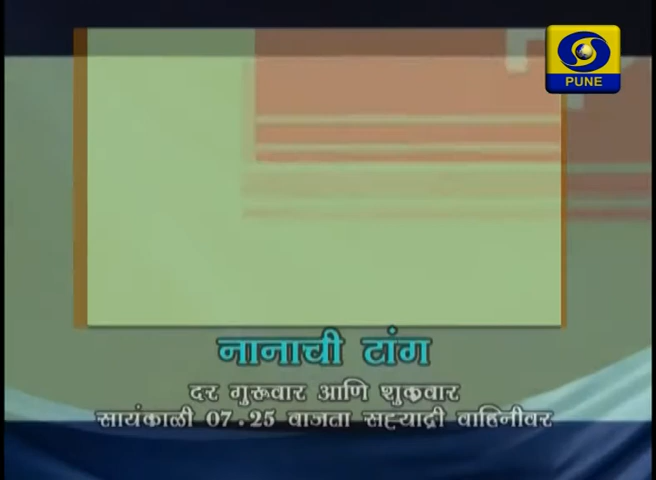 PUNE
नानाची टांग
दर गुरूवार आणि शुक्रवार
सायंकाळी 07.25 वाजता सह्याद्री वाहिनीवर